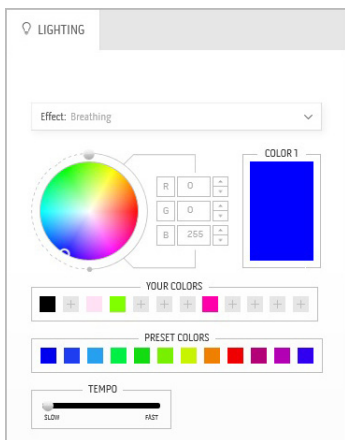 LIGHTING
Effect: Breathing
COLOR 1
R 0
G 0
B 255
YOUR COLORS
PRESET COLORS
TEMPO
SLOW FAST